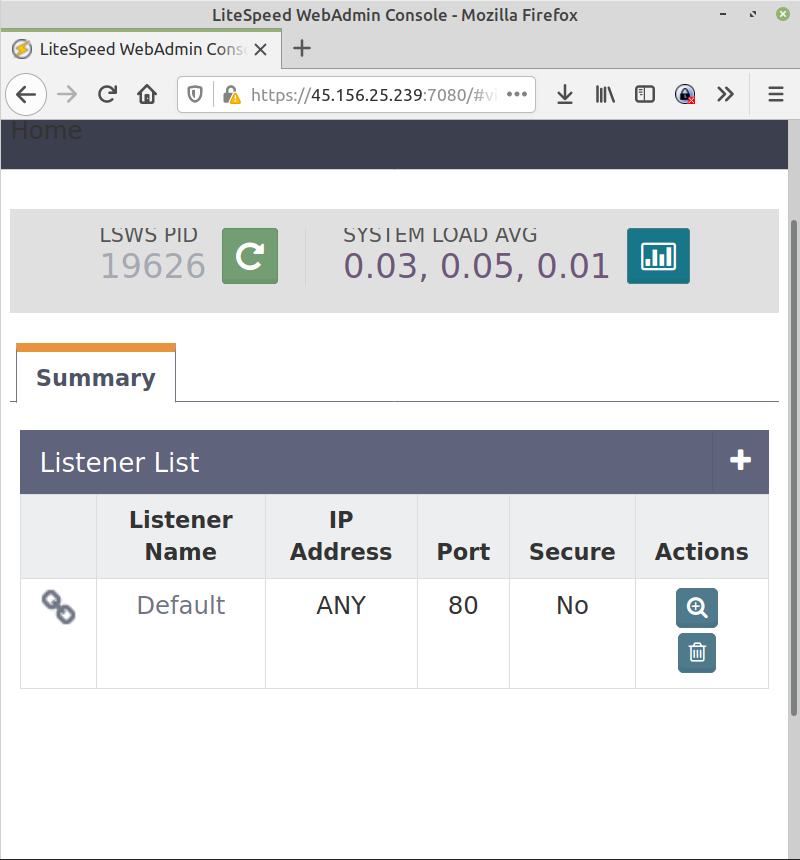 LiteSpeed WebAdmin Console - Mozilla Firefox
LiteSpeed WebAdmin Cons
https://45.156.25.239:7080/#vi
Home
LSWS PID
19626
SYSTEM LOAD AVG
0.03, 0.05, 0.01
Summary
Listener List
Listener Name IP Address Port Secure Actions
Default ANY 80 No